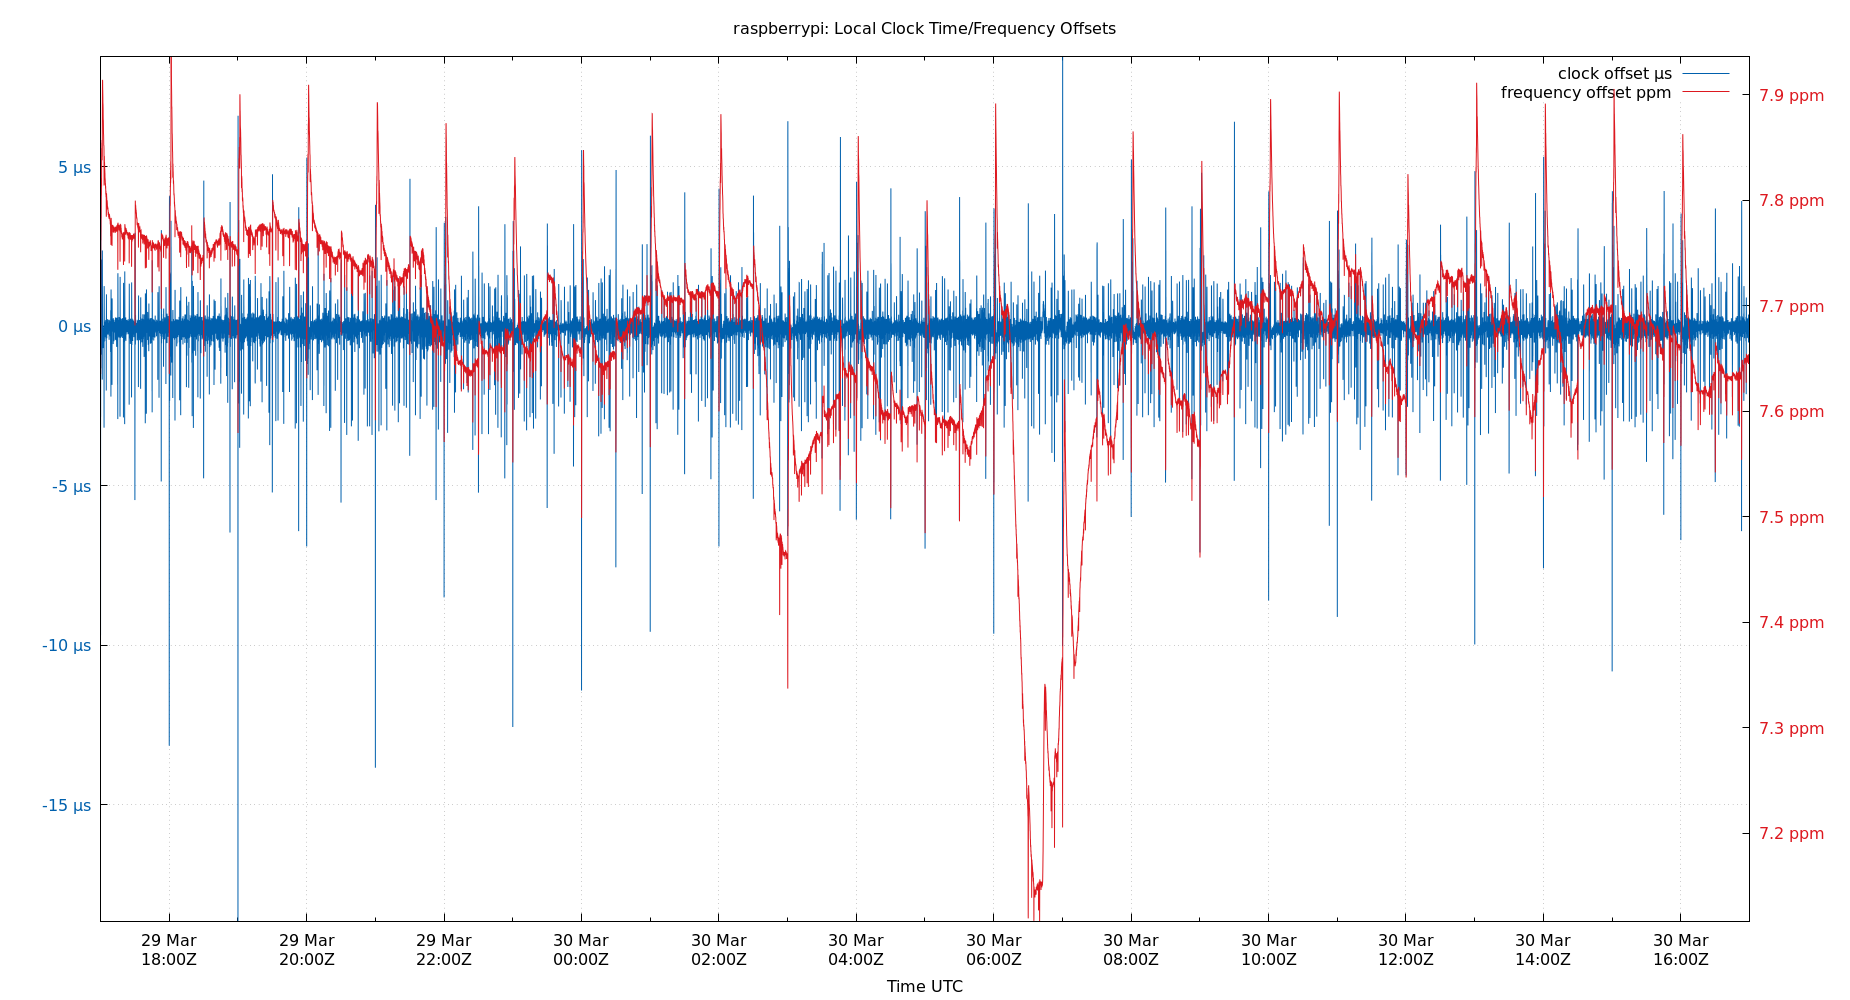 raspberrypi: Local Clock Time/Frequency Offsets
clock offset µs
frequency offset ppm
5 µs
0 µs
-5 µs
-10 µs
-15 µs
7.9 ppm
7.8 ppm
7.7 ppm
7.6 ppm
7.5 ppm
7.4 ppm
7.3 ppm
7.2 ppm
29 Mar
18:00Z
29 Mar
20:00Z
29 Mar
22:00Z
30 Mar
00:00Z
30 Mar
02:00Z
30 Mar
04:00Z
30 Mar
06:00Z
30 Mar
08:00Z
30 Mar
10:00Z
30 Mar
12:00Z
30 Mar
14:00Z
30 Mar
16:00Z
Time UTC